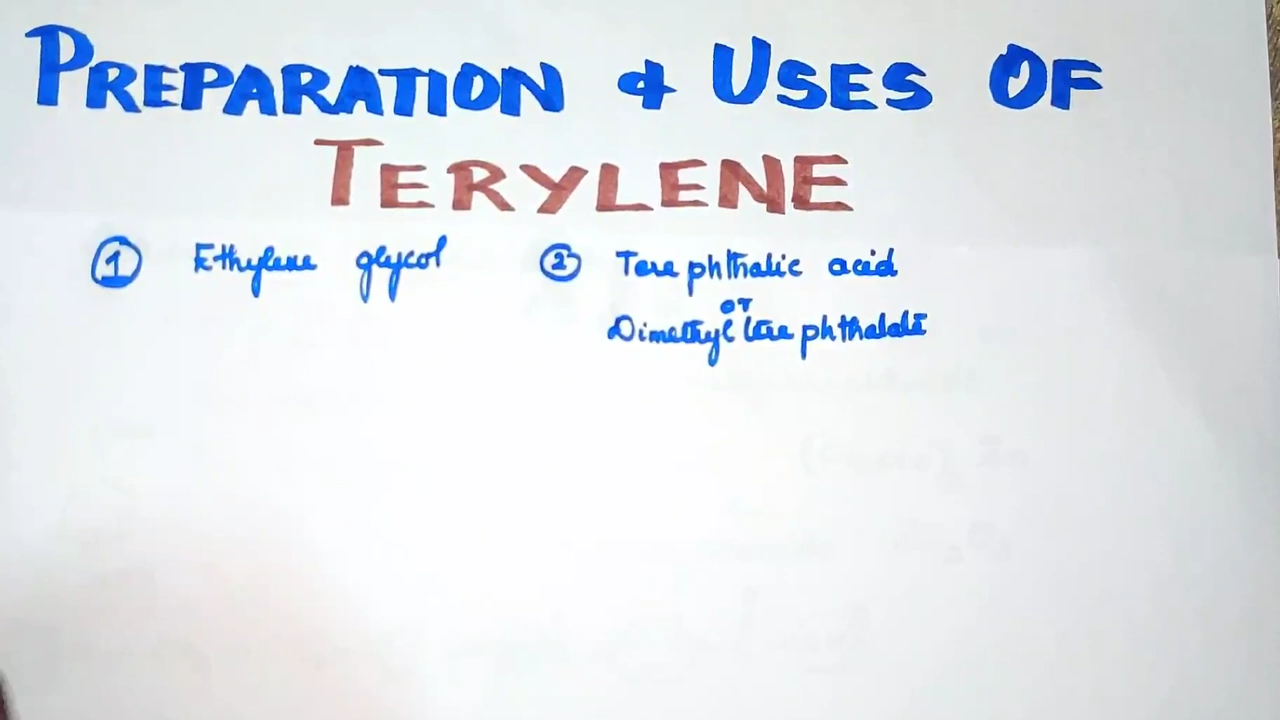 PREPARATION & USES OF
TERYLENE
① Ethylene glycol ② Terephthalic acid
or
Dimethyl terephthalate